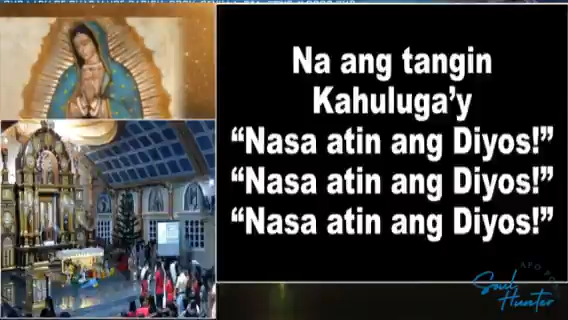 Na ang tangin
Kahuluga'y
"Nasa atin ang Diyos!"
"Nasa atin ang Diyos!"
"Nasa atin ang Diyos!"
Soul
Hunter